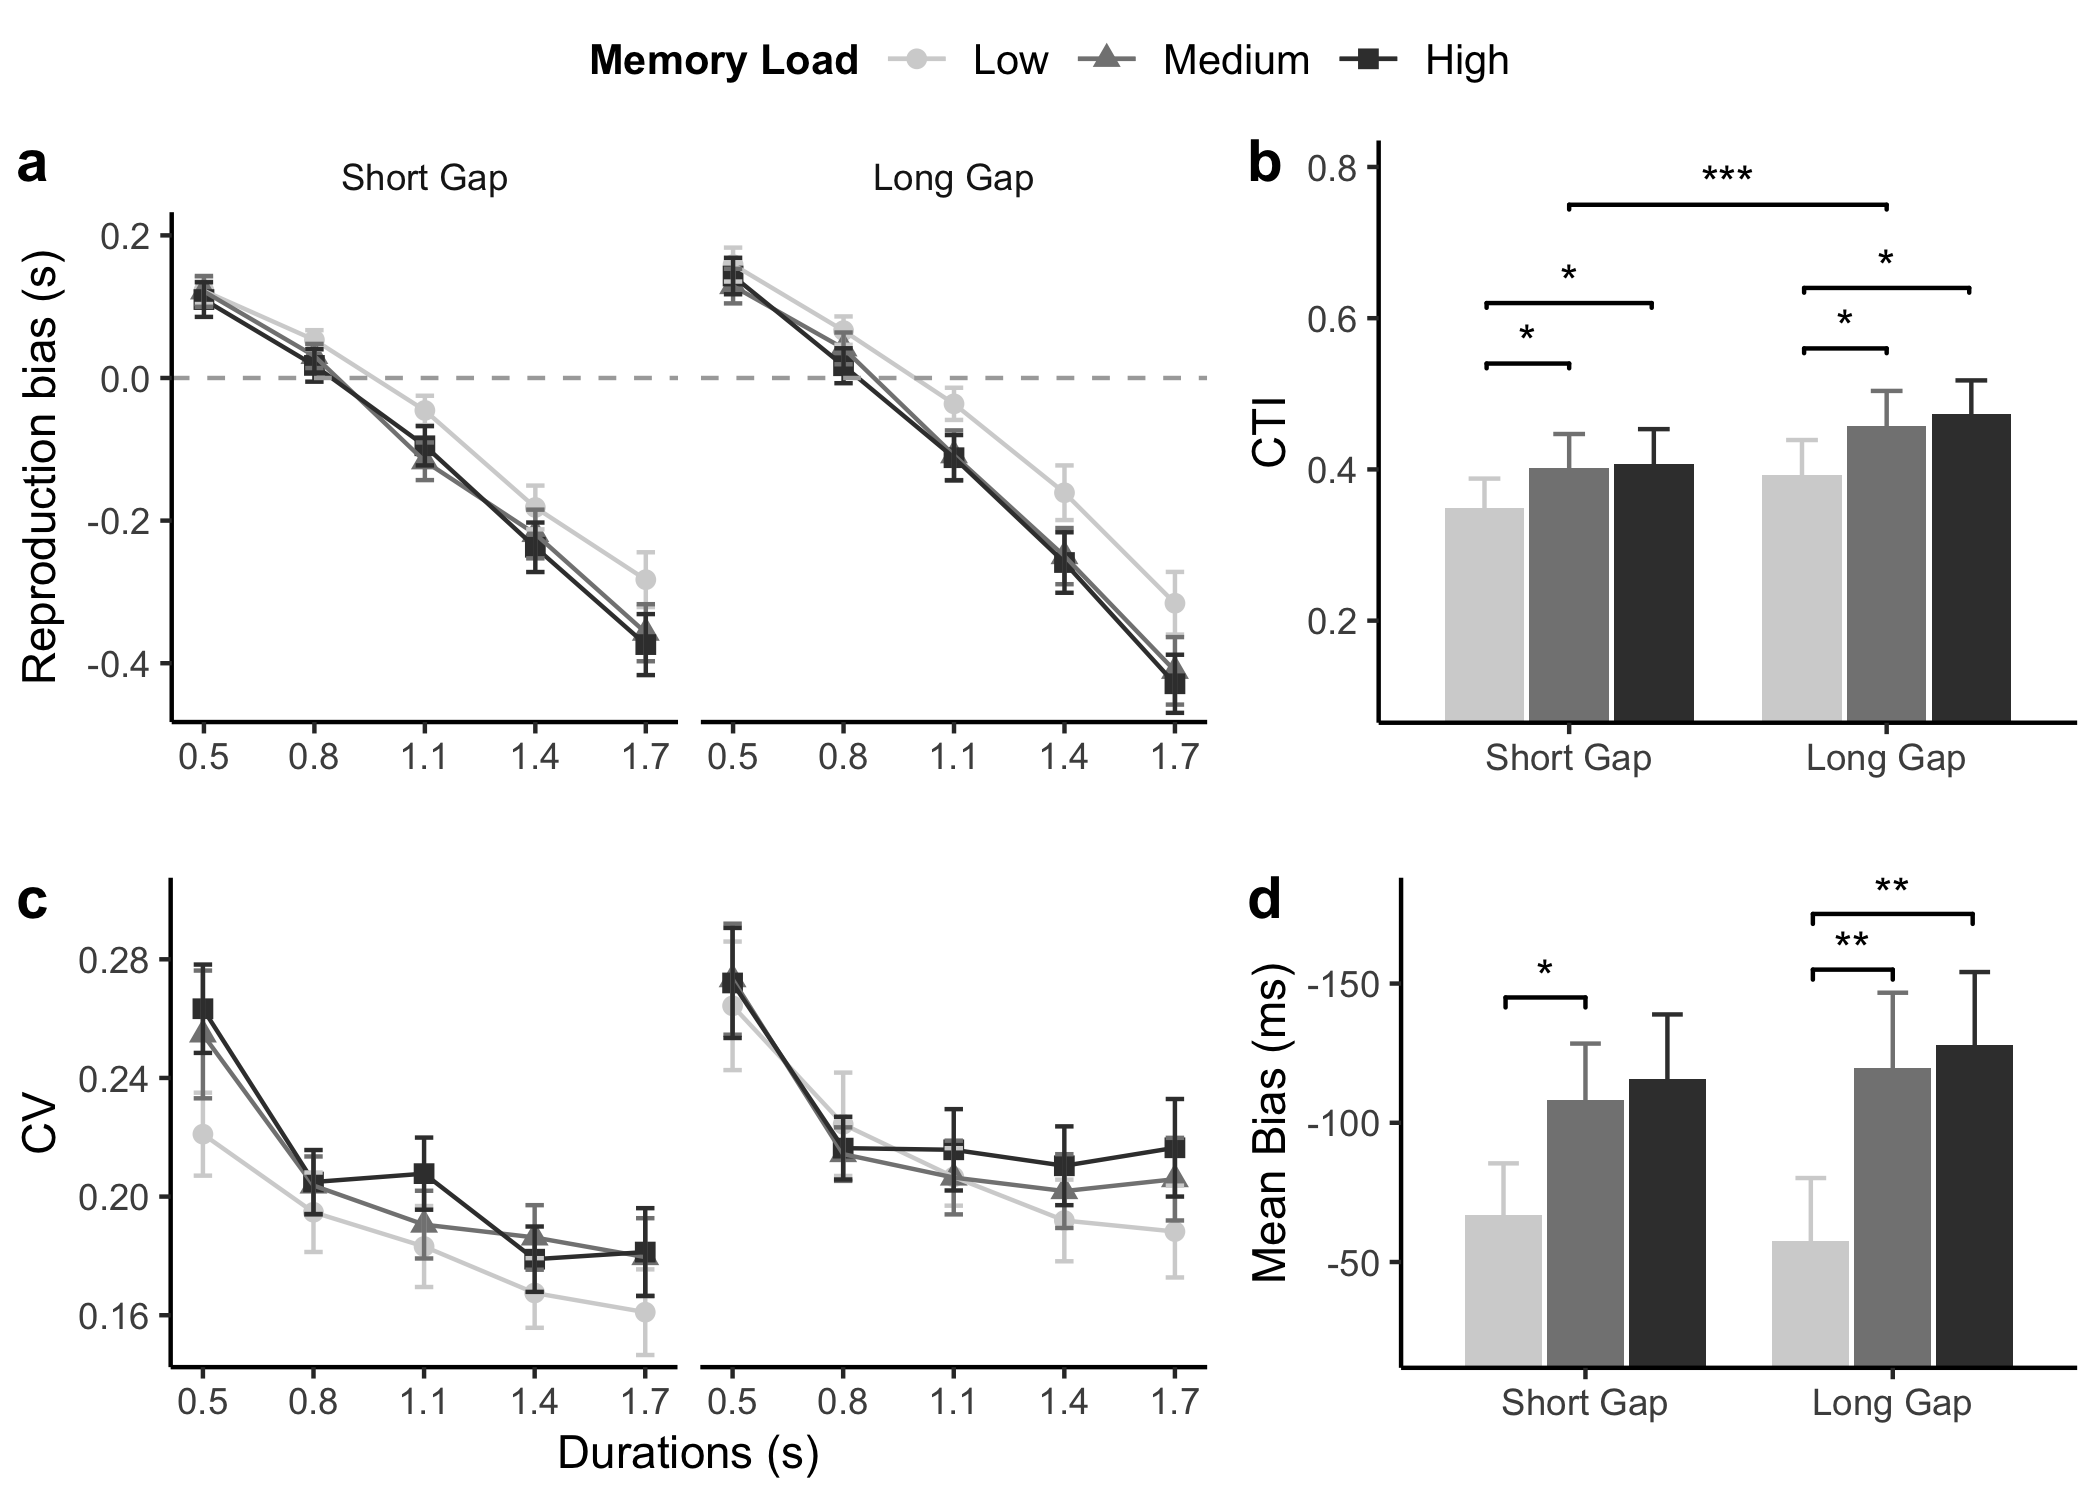 Memory Load Low Medium High
a
Short Gap
Long Gap
Reproduction bias (s)
0.2
0.0
-0.2
-0.4
0.5 0.8 1.1 1.4 1.7
0.5 0.8 1.1 1.4 1.7
b
CTI
0.8
0.6
0.4
0.2
***
*
*
*
*
Short Gap
Long Gap
c
CV
0.28
0.24
0.20
0.16
0.5 0.8 1.1 1.4 1.7
0.5 0.8 1.1 1.4 1.7
Durations (s)
d
Mean Bias (ms)
-150
-100
-50
**
**
*
Short Gap
Long Gap